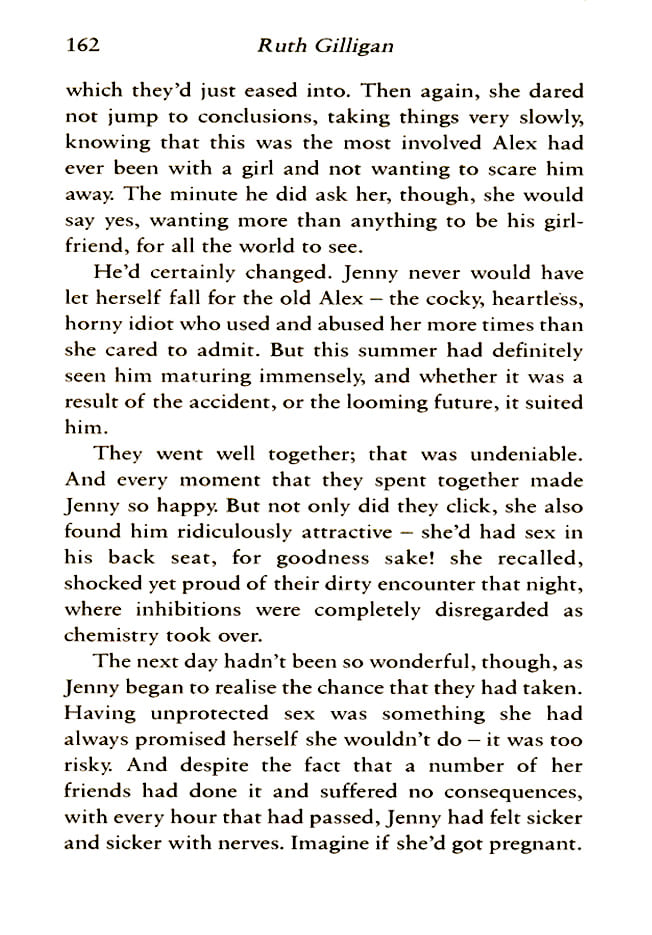 162 Ruth Gilligan
which they’d just eased into. Then again, she dared
not jump to conclusions, taking things very slowly,
knowing that this was the most involved Alex had
ever been with a girl and not wanting to scare him
away. The minute he did ask her, though, she would
say yes, wanting more than anything to be his girl-
friend, for all the world to see.
He’d certainly changed. Jenny never would have
let herself fall for the old Alex – the cocky, heartless,
horny idiot who used and abused her more times than
she cared to admit. But this summer had definitely
seen him maturing immensely, and whether it was a
result of the accident, or the looming future, it suited
him.
They went well together; that was undeniable.
And every moment that they spent together made
Jenny so happy. But not only did they click, she also
found him ridiculously attractive – she’d had sex in
his back seat, for goodness sake! she recalled,
shocked yet proud of their dirty encounter that night,
where inhibitions were completely disregarded as
chemistry took over.
The next day hadn’t been so wonderful, though, as
Jenny began to realise the chance that they had taken.
Having unprotected sex was something she had
always promised herself she wouldn’t do – it was too
risky. And despite the fact that a number of her
friends had done it and suffered no consequences,
with every hour that had passed, Jenny had felt sicker
and sicker with nerves. Imagine if she’d got pregnant.